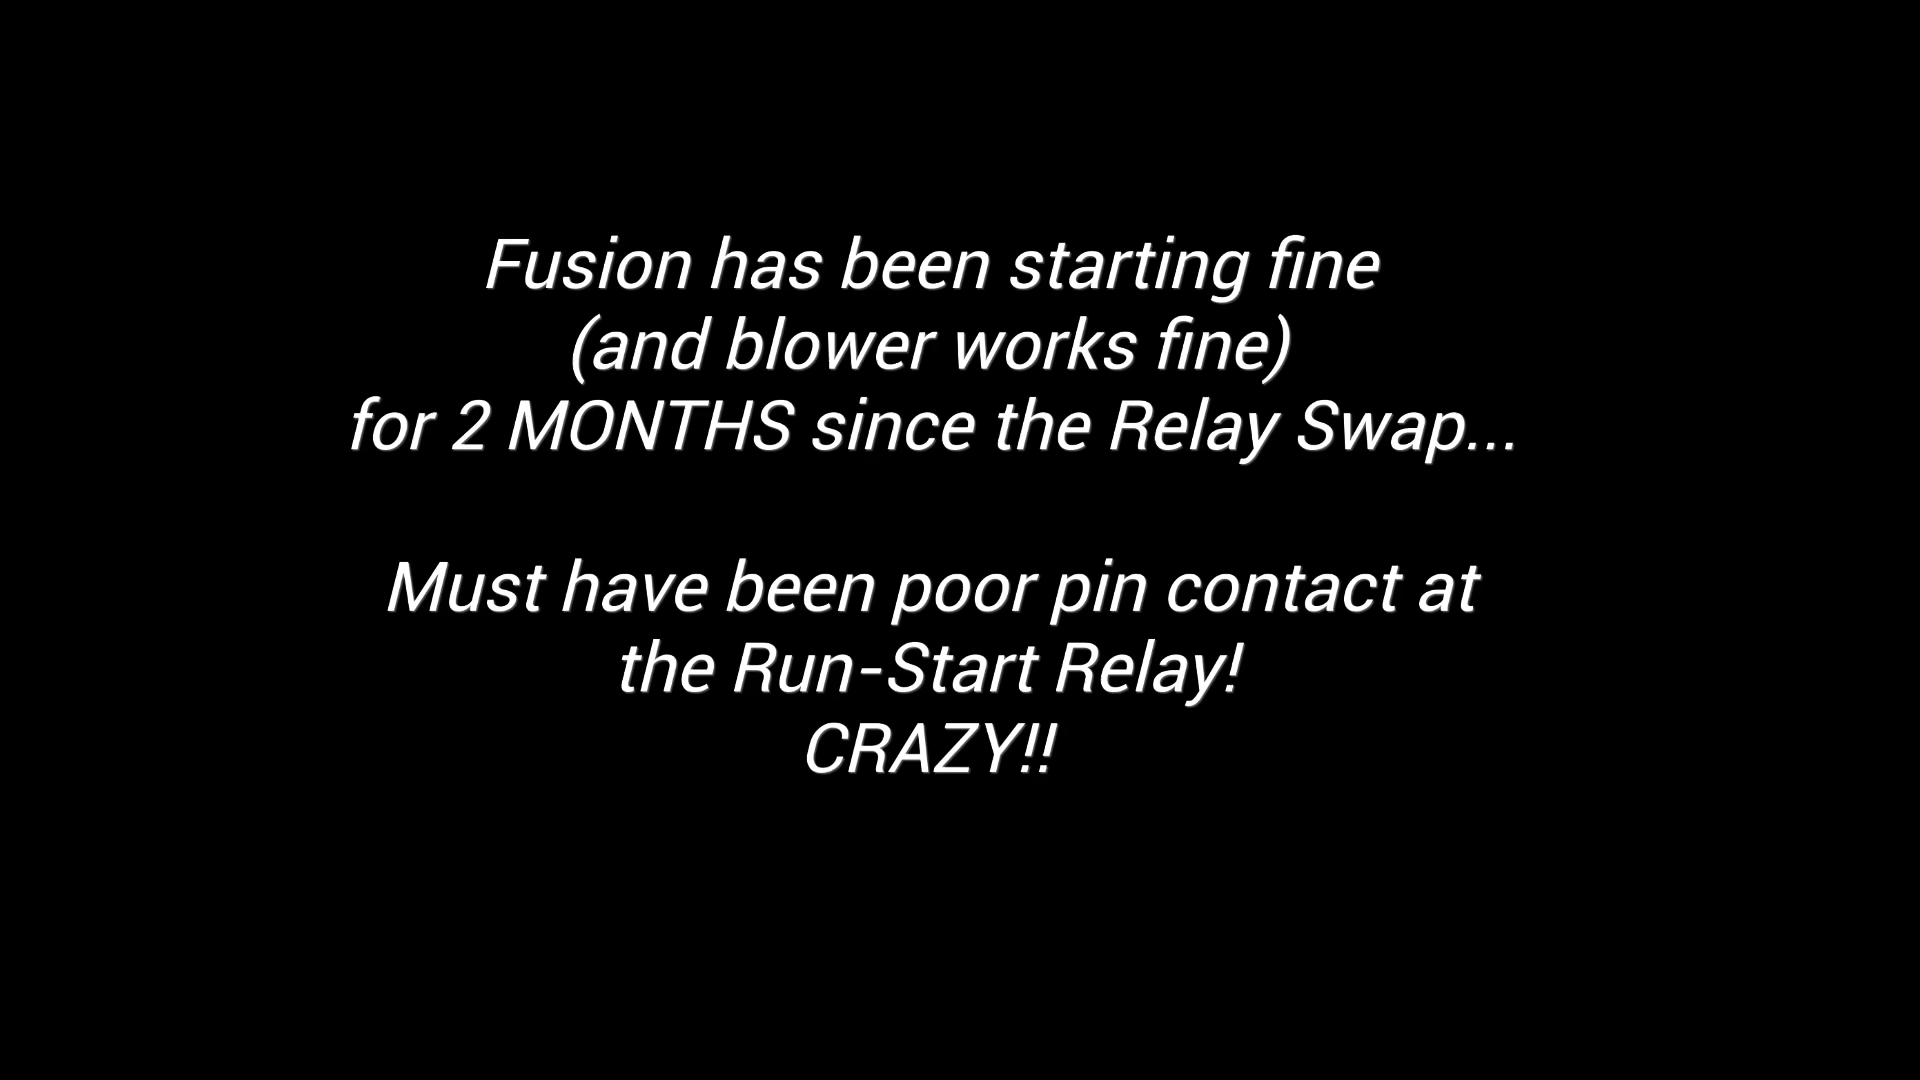 Fusion has been starting fine
(and blower works fine)
for 2 MONTHS since the Relay Swap...
Must have been poor pin contact at
the Run-Start Relay!
CRAZY!!